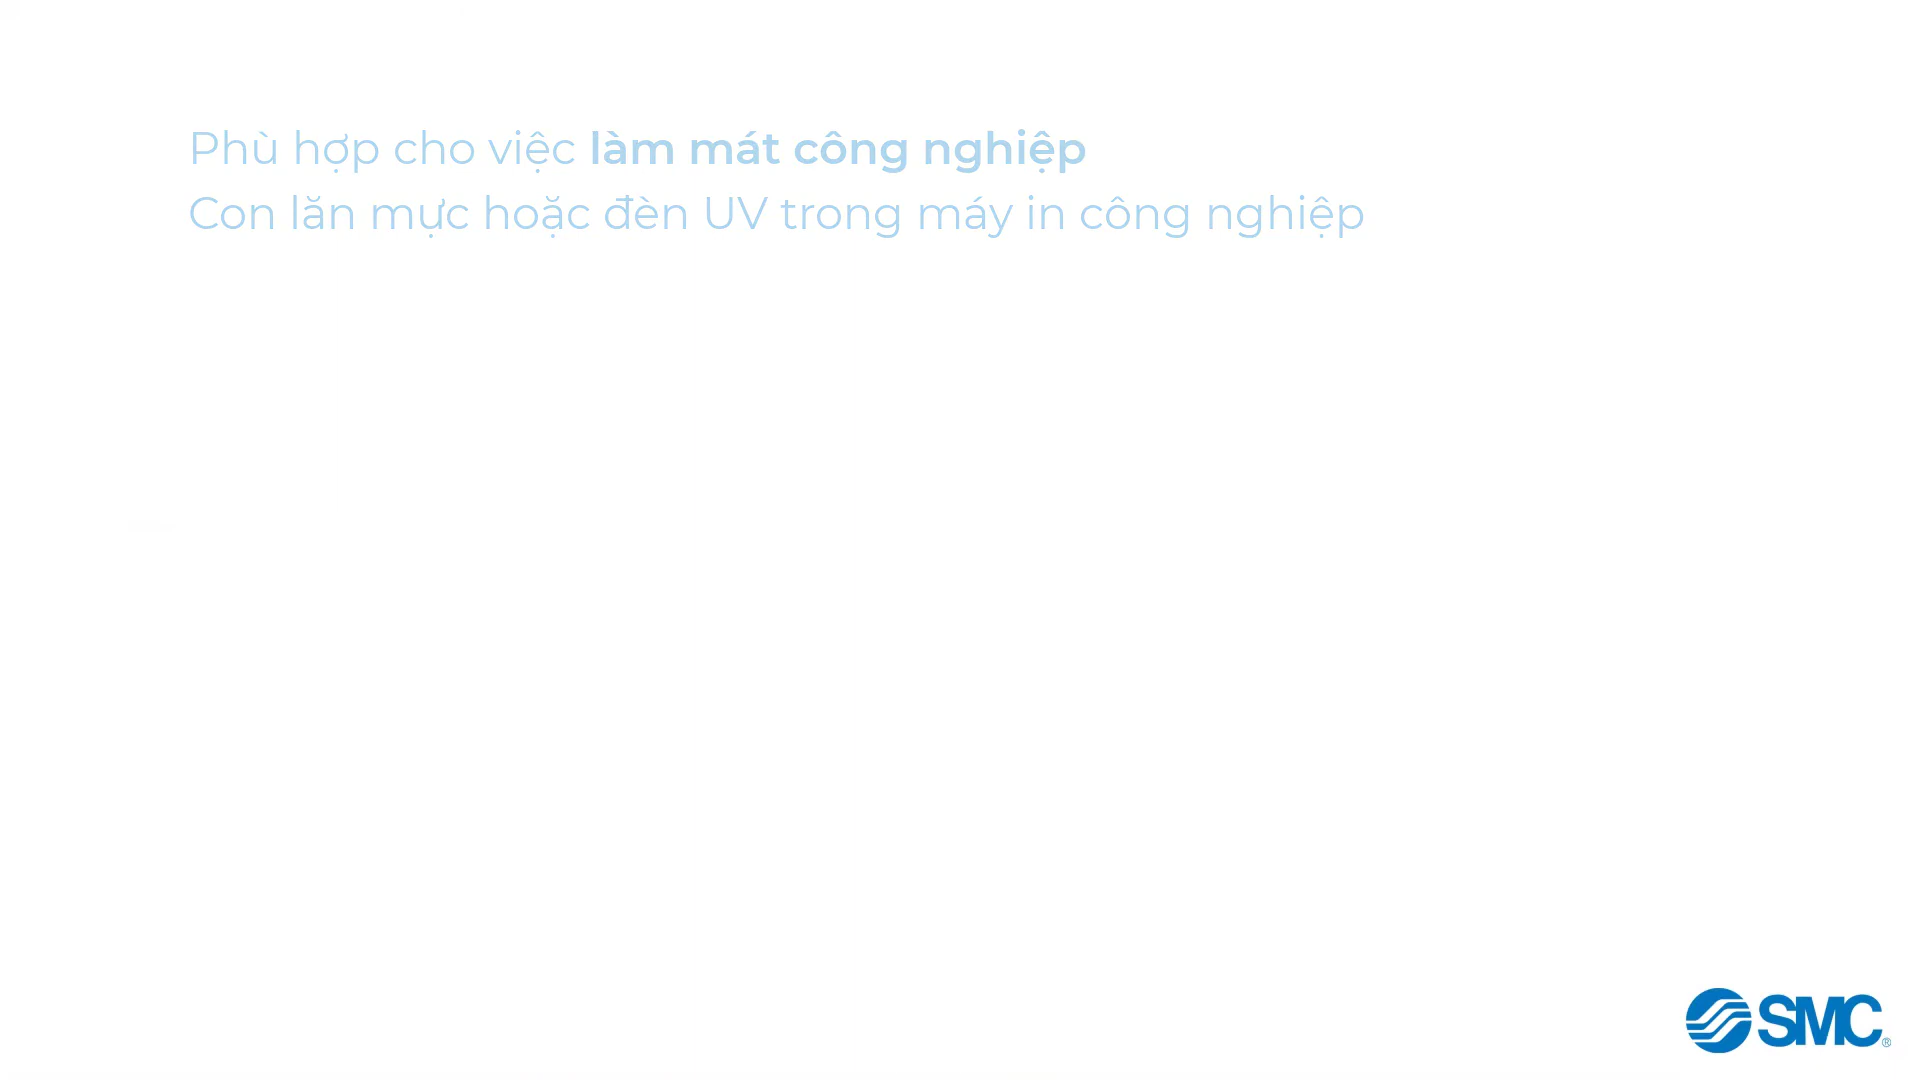 Phù hợp cho việc làm mát công nghiệp
Con lăn mực hoặc đèn UV trong máy in công nghiệp
SMC®